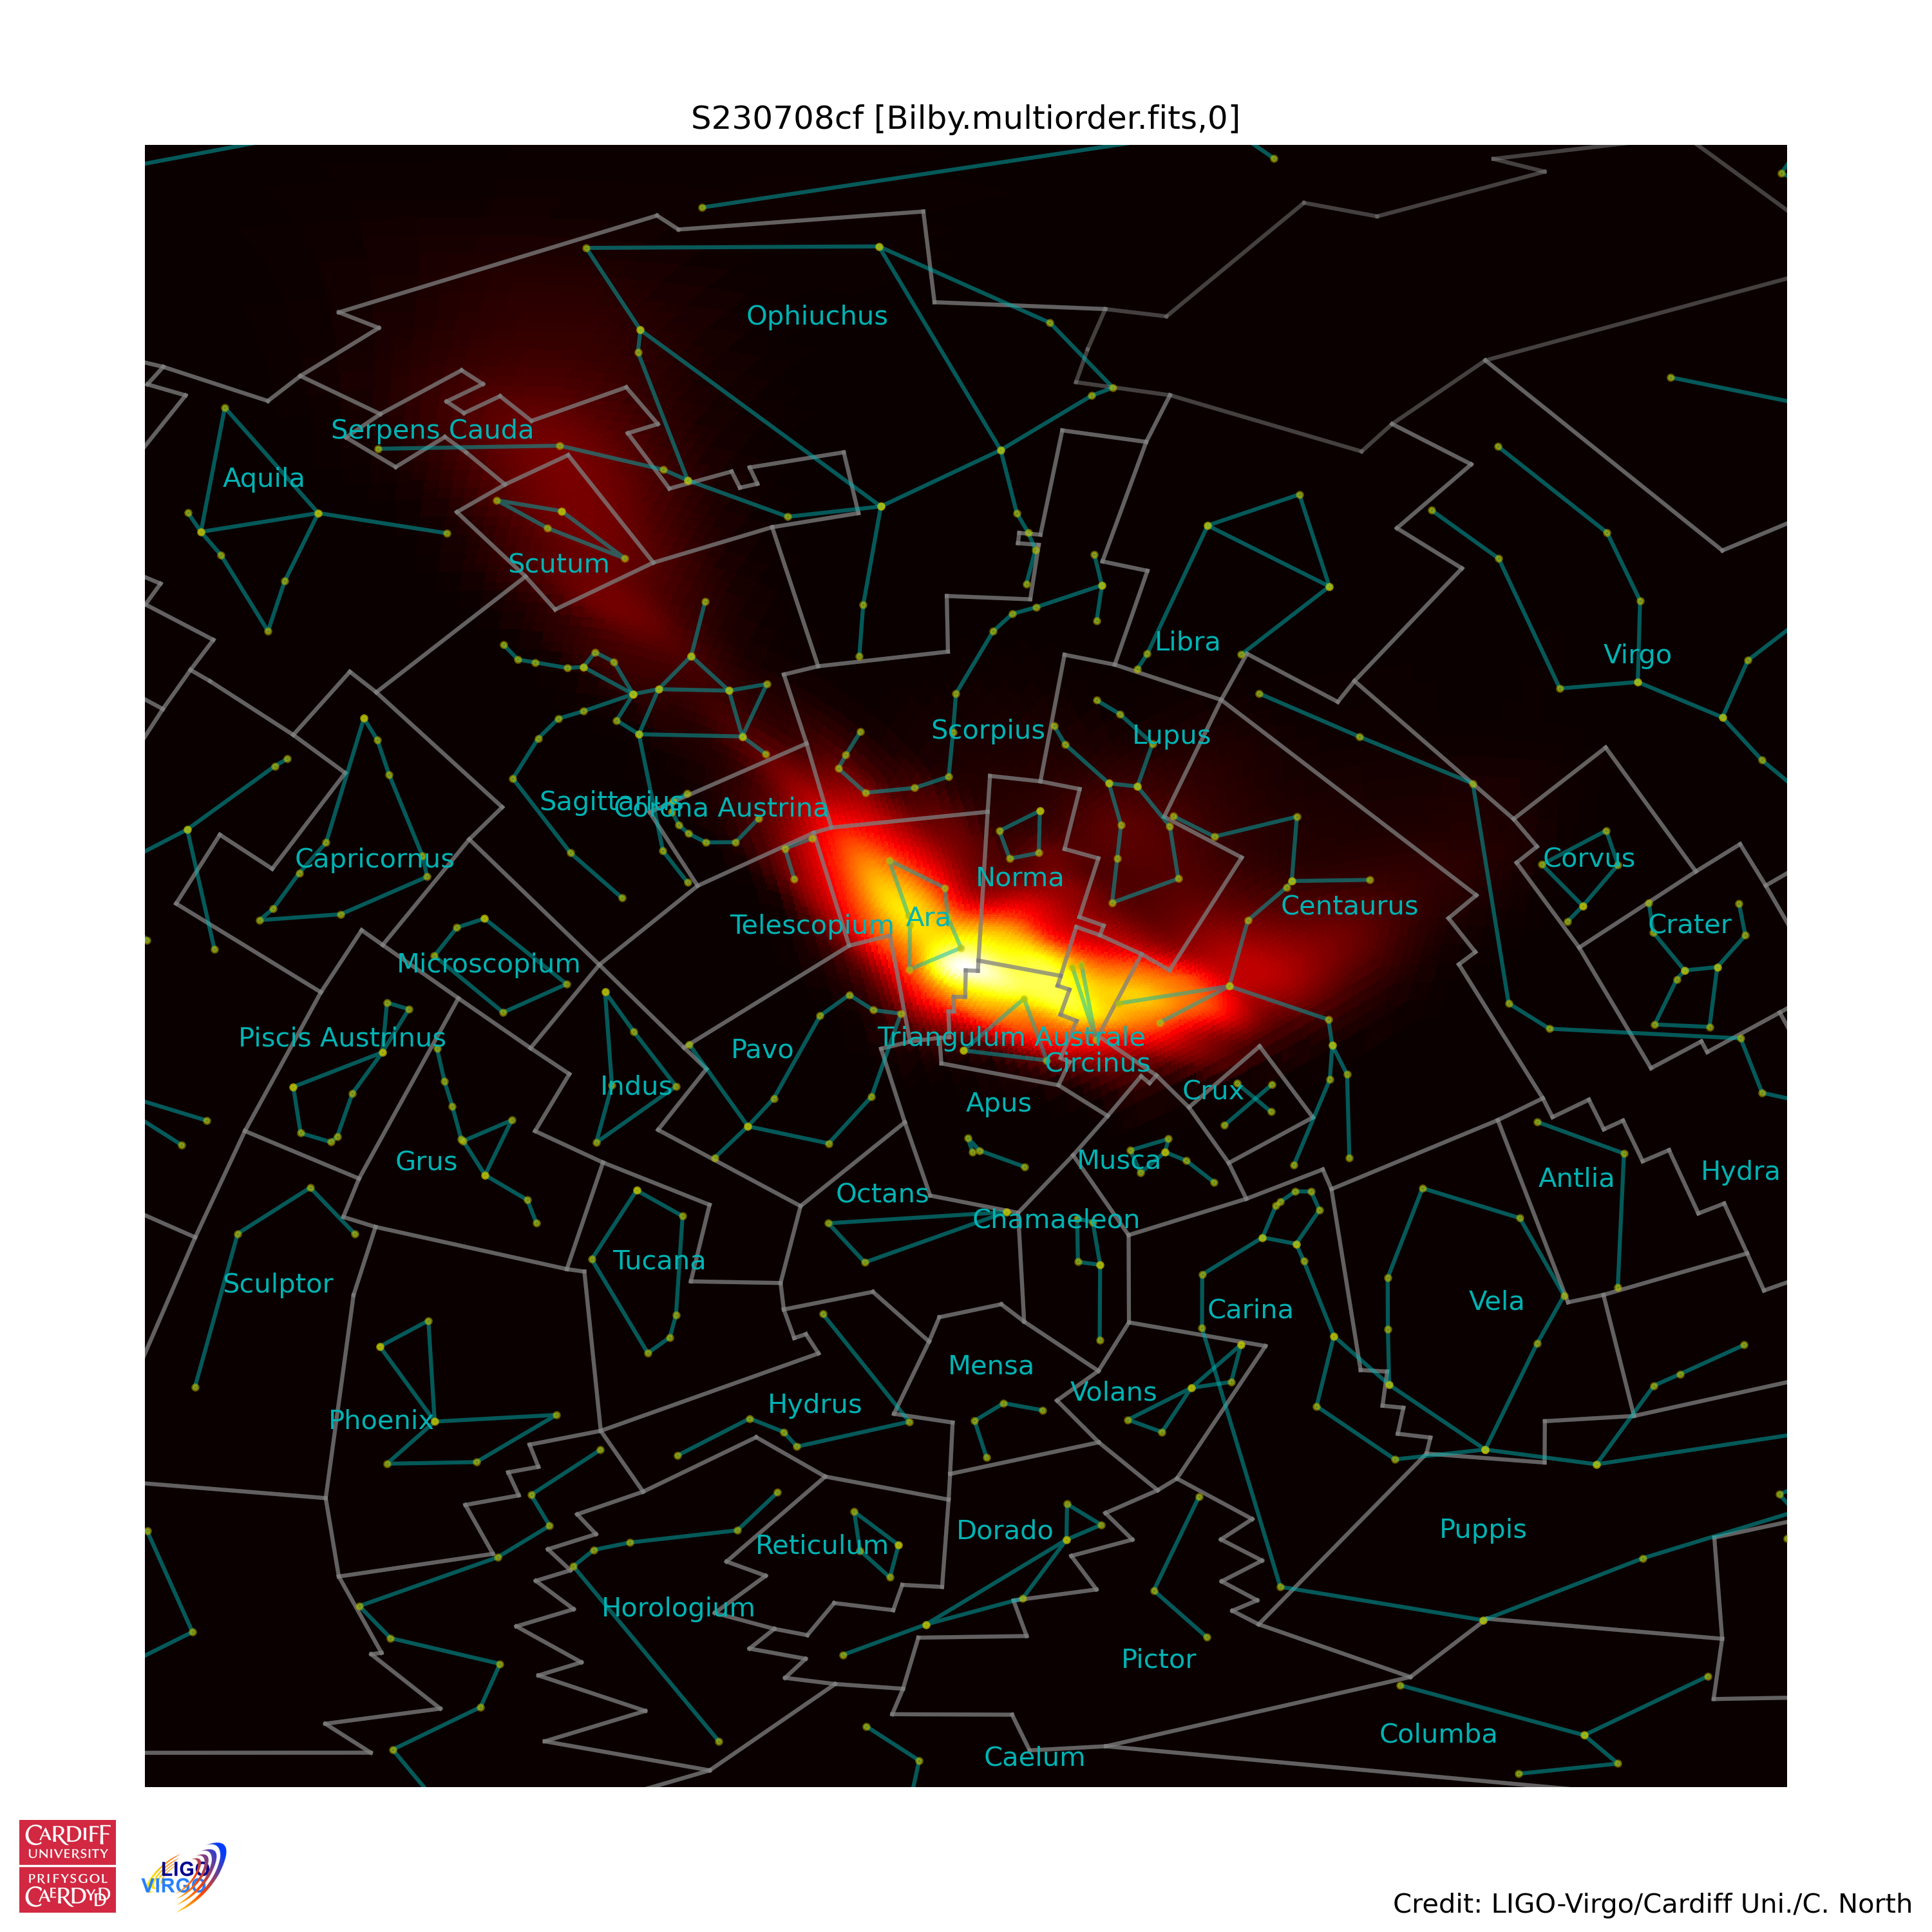 S230708cf [Bilby.multiorder.fits,0]
Ophiuchus
Serpens Cauda
Aquila
Scutum
Libra
Virgo
Scorpius
Lupus
Sagittarius
Corona Austrina
Capricornus
Corvus
Norma
Centaurus
Ara
Telescopium
Crater
Microscopium
Piscis Austrinus
Triangulum Australe
Pavo
Circinus
Indus
Crux
Apus
Grus
Musca
Antlia
Hydra
Octans
Chamaeleon
Tucana
Sculptor
Vela
Carina
Mensa
Volans
Hydrus
Phoenix
Puppis
Dorado
Reticulum
Horologium
Pictor
Columba
Caelum
CARDIFF
UNIVERSITY
PRIFYSGOL
CAERDYDD
LIGO
VIRGO
Credit: LIGO-Virgo/Cardiff Uni./C. North